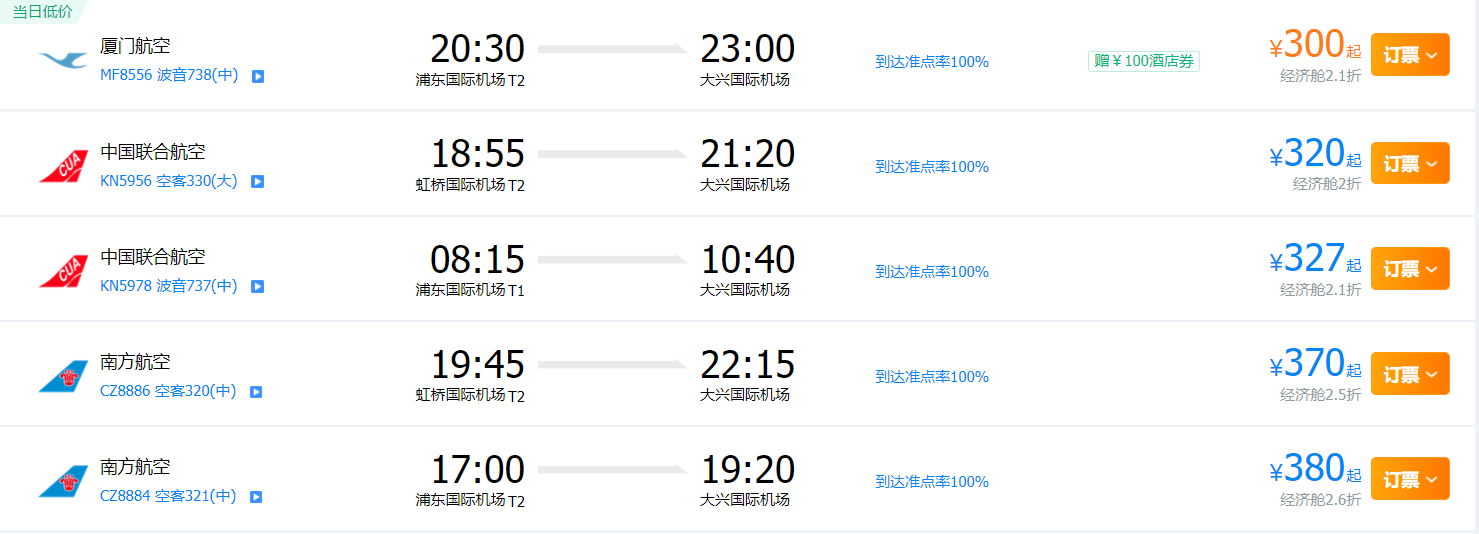 当日低价
厦门航空
MF8556 波音738(中)
20:30
浦东国际机场 T2
23:00
大兴国际机场
到达准点率100%
赠￥100酒店券
¥300起
经济舱2.1折
订票
CUA
中国联合航空
KN5956 空客330(大)
18:55
虹桥国际机场 T2
21:20
大兴国际机场
到达准点率100%
¥320起
经济舱2折
订票
CUA
中国联合航空
KN5978 波音737(中)
08:15
浦东国际机场 T1
10:40
大兴国际机场
到达准点率100%
¥327起
经济舱2.1折
订票
南方航空
CZ8886 空客320(中)
19:45
虹桥国际机场 T2
22:15
大兴国际机场
到达准点率100%
¥370起
经济舱2.5折
订票
南方航空
CZ8884 空客321(中)
17:00
浦东国际机场 T2
19:20
大兴国际机场
到达准点率100%
¥380起
经济舱2.6折
订票